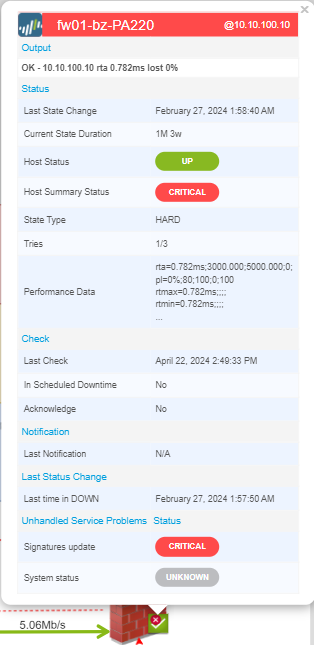 fw01-bz-PA220 @10.10.100.10
Output
OK - 10.10.100.10 rta 0.782ms lost 0%
Status
Last State Change February 27, 2024 1:58:40 AM
Current State Duration 1M 3w
Host Status UP
Host Summary Status CRITICAL
State Type HARD
Tries 1/3
Performance Data rta=0.782ms;3000.000;5000.000;0;
pl=0%;80;100;0;100
rtmax=0.782ms;;;;
rtmin=0.782ms;;;;
...
Check
Last Check April 22, 2024 2:49:33 PM
In Scheduled Downtime No
Acknowledge No
Notification
Last Notification N/A
Last Status Change
Last time in DOWN February 27, 2024 1:57:50 AM
Unhandled Service Problems Status
Signatures update CRITICAL
System status UNKNOWN
5.06Mb/s